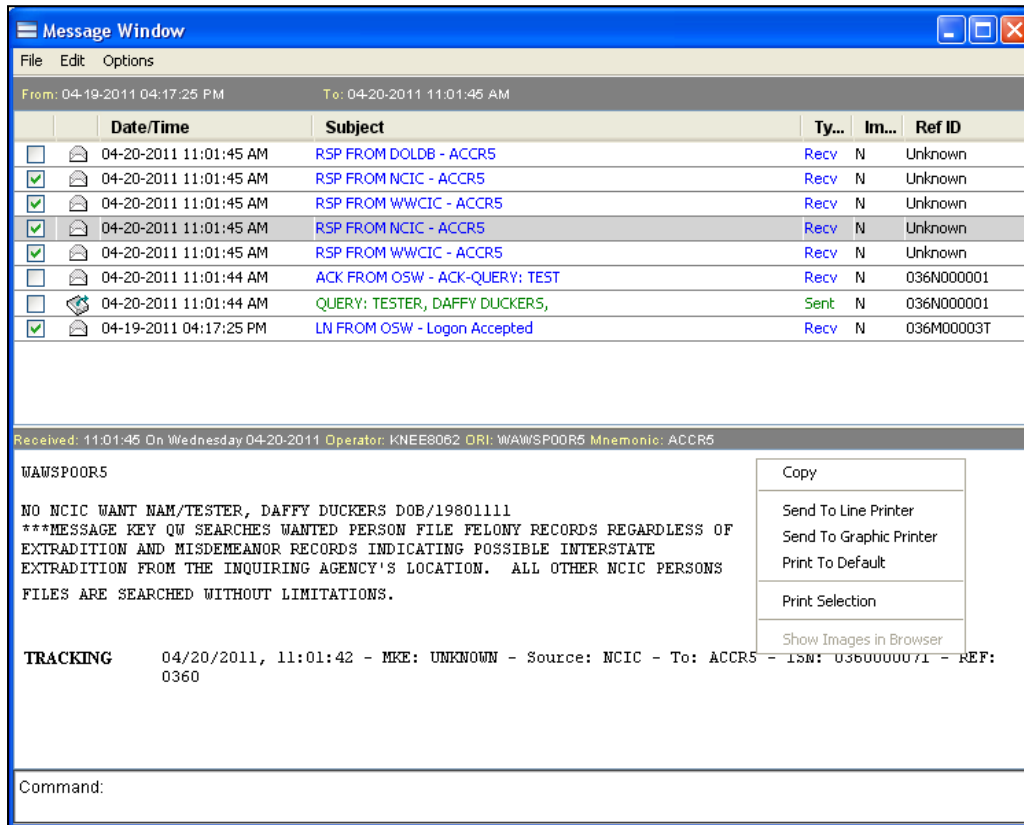 Message Window
File Edit Options
From: 04-19-2011 04:17:25 PM To: 04-20-2011 11:01:45 AM
Date/Time Subject Ty... Im... Ref ID
04-20-2011 11:01:45 AM RSP FROM DOLDB - ACCR5 Recv N Unknown
04-20-2011 11:01:45 AM RSP FROM NCIC - ACCR5 Recv N Unknown
04-20-2011 11:01:45 AM RSP FROM WWCIC - ACCR5 Recv N Unknown
04-20-2011 11:01:45 AM RSP FROM NCIC - ACCR5 Recv N Unknown
04-20-2011 11:01:45 AM RSP FROM WWCIC - ACCR5 Recv N Unknown
04-20-2011 11:01:44 AM ACK FROM OSW - ACK-QUERY: TEST Recv N 036N000001
04-20-2011 11:01:44 AM QUERY: TESTER, DAFFY DUCKERS, Sent N 036N000001
04-19-2011 04:17:25 PM LN FROM OSW - Logon Accepted Recv N 036M00003T
Received: 11:01:45 On Wednesday 04-20-2011 Operator: KNEE8062 ORI: WAWSP00R5 Mnemonic: ACCR5
WAWSP00R5
NO NCIC WANT NAM/TESTER, DAFFY DUCKERS DOB/19801111
***MESSAGE KEY QW SEARCHES WANTED PERSON FILE FELONY RECORDS REGARDLESS OF
EXTRADITION AND MISDEMEANOR RECORDS INDICATING POSSIBLE INTERSTATE
EXTRADITION FROM THE INQUIRING AGENCY'S LOCATION. ALL OTHER NCIC PERSONS
FILES ARE SEARCHED WITHOUT LIMITATIONS.
Copy
Send To Line Printer
Send To Graphic Printer
Print To Default
Print Selection
Show Images in Browser
TRACKING 04/20/2011, 11:01:42 - MKE: UNKNOWN - Source: NCIC - To: ACCR5 - ISN: 0360000071 - REF:
0360
Command: